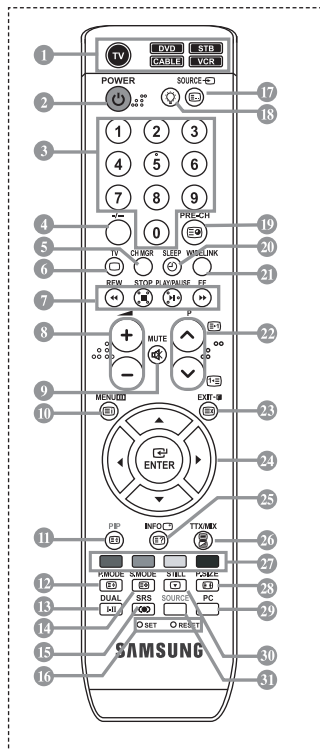 1 TV DVD STB
CABLE VCR
POWER SOURCE 17
2 18
3 1 2 3
4 5 6
7 8 9
4 -/-- 0 PRE-CH 19
5 20
6 TV CH MGR SLEEP WISELINK 21
REW STOP PLAY/PAUSE FF
7
8 + P 22
9 MUTE
−
10 MENU EXIT 23
ENTER 24
25
11 PIP INFO TTX/MIX 26
27
12 P.MODE S.MODE STILL P.SIZE 28
13 DUAL SRS SOURCE PC 29
I-II
14
15 SET RESET 30
16 SAMSUNG 31